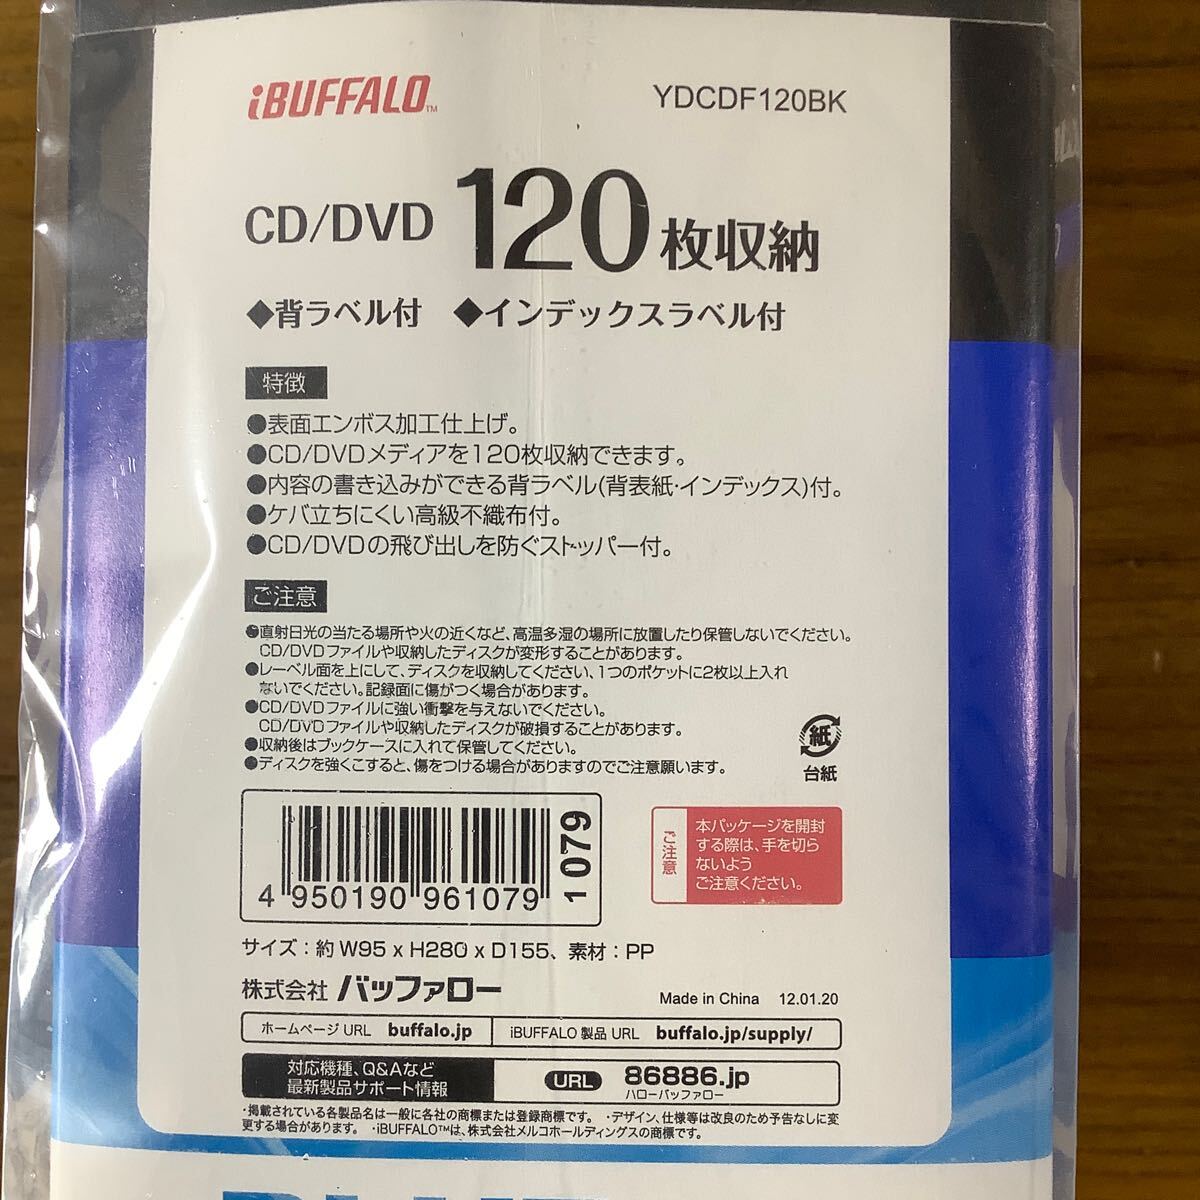 iBUFFALO™
YDCDF120BK
CD/DVD 120枚収納
◆背ラベル付 ◆インデックスラベル付
特徴
●表面エンボス加工仕上げ。
●CD/DVDメディアを120枚収納できます。
●内容の書き込みができる背ラベル(背表紙・インデックス)付。
●ケバ立ちにくい高級不織布付。
●CD/DVDの飛び出しを防ぐストッパー付。
ご注意
●直射日光の当たる場所や火の近くなど、高温多湿の場所に放置したり保管しないでください。
CD/DVDファイルや収納したディスクが変形することがあります。
●レーベル面を上にして、ディスクを収納してください、1つのポケットに2枚以上入れ
ないでください。記録面に傷がつく場合があります。
●CD/DVDファイルに強い衝撃を与えないでください。
CD/DVDファイルや収納したディスクが破損することがあります。
●収納後はブックケースに入れて保管してください。
●ディスクを強くこすると、傷をつける場合がありますのでご注意願います。
紙
台紙
4 950190 961079
1079
ご注意
本パッケージを開封
する際は、手を切ら
ないよう
ご注意ください。
サイズ：約 W95 x H280 x D155、素材：PP
株式会社 バッファロー
Made in China 12.01.20
ホームページ URL buffalo.jp
iBUFFALO 製品 URL buffalo.jp/supply/
対応機種、Q&Aなど
最新製品サポート情報
URL 86886.jp
ハローバッファロー
・掲載されている各製品名は一般に各社の商標または登録商標です。 ・デザイン、仕様等は改良のため予告なしに変
更する場合があります。 ・iBUFFALO™は、株式会社メルコホールディングスの商標です。